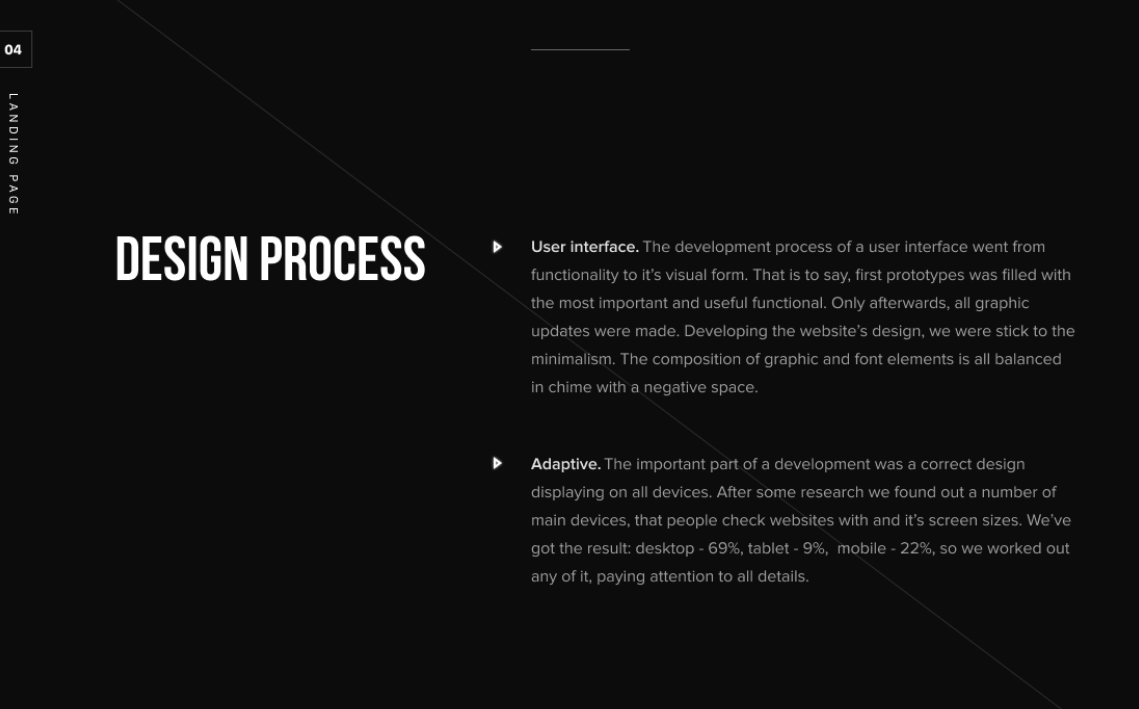 04
LANDING PAGE
DESIGN PROCESS
User interface. The development process of a user interface went from
functionality to it's visual form. That is to say, first prototypes was filled with
the most important and useful functional. Only afterwards, all graphic
updates were made. Developing the website's design, we were stick to the
minimalism. The composition of graphic and font elements is all balanced
in chime with a negative space.
Adaptive. The important part of a development was a correct design
displaying on all devices. After some research we found out a number of
main devices, that people check websites with and it's screen sizes. We've
got the result: desktop - 69%, tablet - 9%,  mobile - 22%, so we worked out
any of it, paying attention to all details.